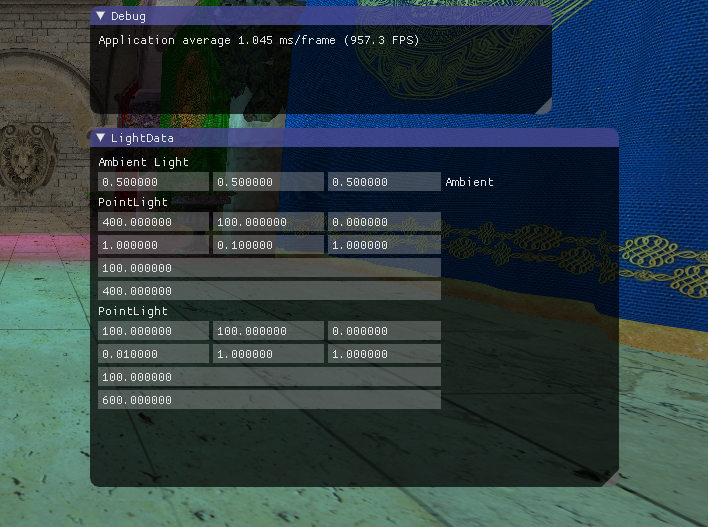 Debug
Application average 1.045 ms/frame (957.3 FPS)
LightData
Ambient Light
0.500000 0.500000 0.500000 Ambient
PointLight
400.000000 100.000000 0.000000
1.000000 0.100000 1.000000
100.000000
400.000000
PointLight
100.000000 100.000000 0.000000
0.010000 1.000000 1.000000
100.000000
600.000000